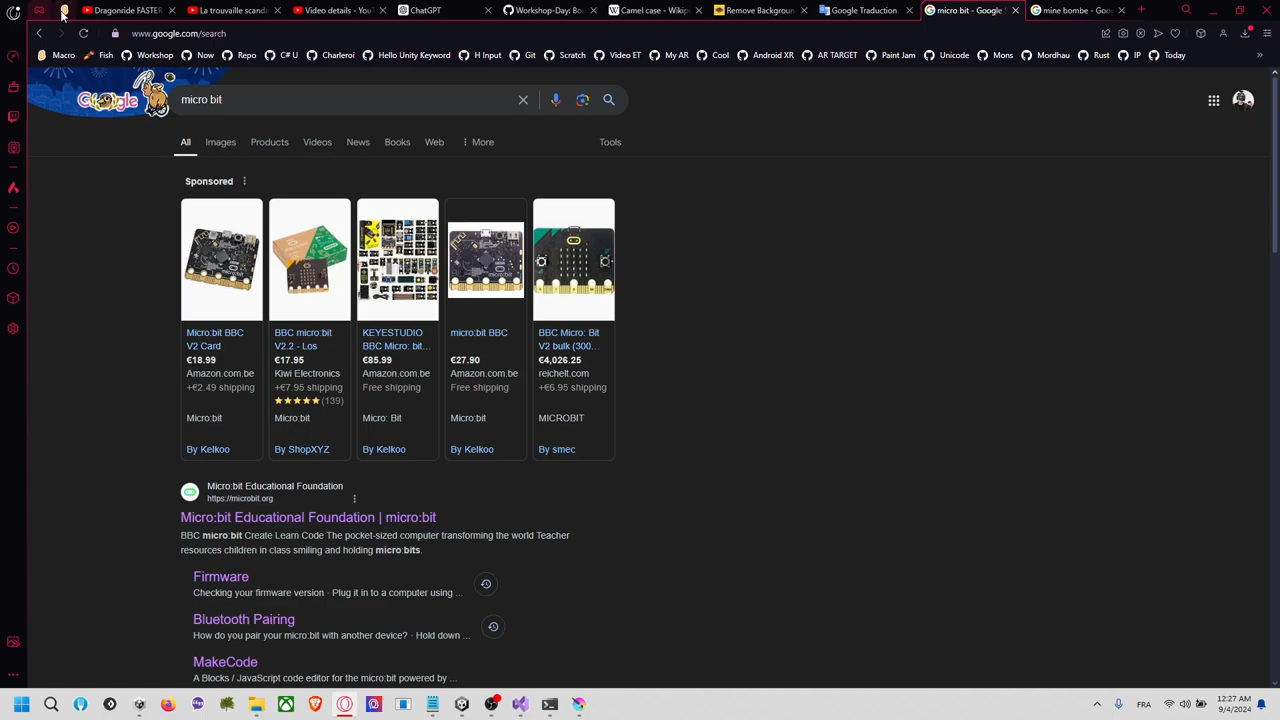 Dragonride FASTER
La trouvaille scanda
Video details - YouT
ChatGPT
Workshop-Day: Bou
Camel case - Wikip
Remove Background
Google Traduction
micro bit - Google S
mine bombe - Goog
www.google.com/search
Macro
Fish
Workshop
Now
Repo
C# U
Charleroi
Hello Unity Keyword
H Input
Git
Scratch
Video ET
My AR
Cool
Android XR
AR TARGET
Paint Jam
Unicode
Mons
Mordhau
Rust
IP
Today
Google
micro bit
All
Images
Products
Videos
News
Books
Web
More
Tools
Sponsored
Micro:bit BBC
V2 Card
€18.99
Amazon.com.be
+€2.49 shipping
Micro:bit
By Kelkoo
BBC micro:bit
V2.2 - Los
€17.95
Kiwi Electronics
+€7.95 shipping
(139)
Micro:bit
By ShopXYZ
KEYESTUDIO
BBC Micro: bit...
€85.99
Amazon.com.be
Free shipping
Micro: Bit
By Kelkoo
micro:bit BBC
€27.90
Amazon.com.be
Free shipping
Micro:bit
By Kelkoo
BBC Micro: Bit
V2 bulk (300...
€4,026.25
reichelt.com
+€6.95 shipping
MICROBIT
By smec
Micro:bit Educational Foundation
https://microbit.org
Micro:bit Educational Foundation | micro:bit
BBC micro:bit Create Learn Code The pocket-sized computer transforming the world Teacher
resources children in class smiling and holding micro:bits.
Firmware
Checking your firmware version · Plug it in to a computer using ...
Bluetooth Pairing
How do you pair your micro:bit with another device? · Hold down ...
MakeCode
A Blocks / JavaScript code editor for the micro:bit powered by ...
FRA
12:27 AM
9/4/2024